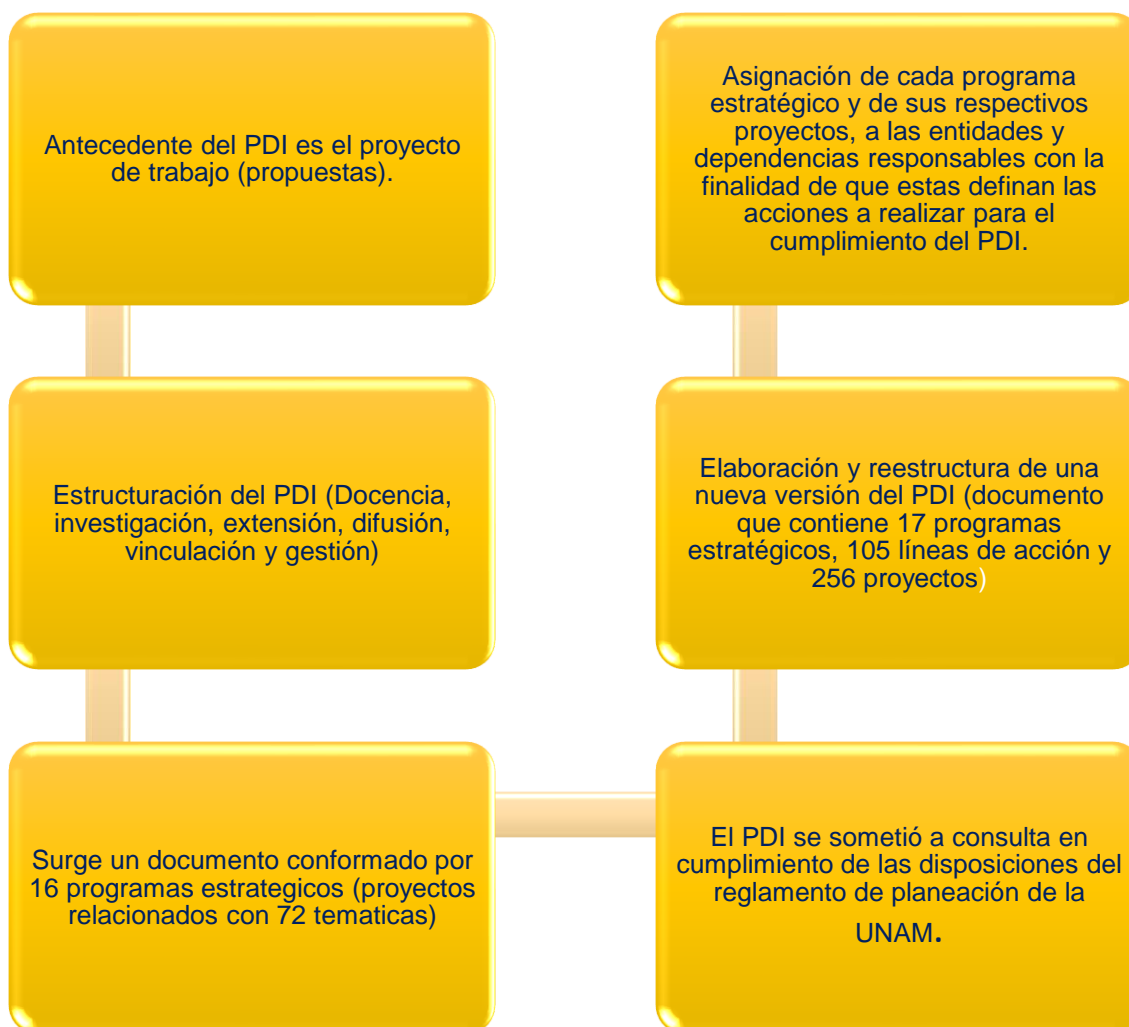 Antecedente del PDI es el proyecto
de trabajo (propuestas).
Estructuración del PDI (Docencia,
investigación, extensión, difusión,
vinculación y gestión)
Surge un documento conformado por
16 programas estrategicos (proyectos
relacionados con 72 tematicas)
El PDI se sometió a consulta en
cumplimiento de las disposiciones del
reglamento de planeación de la
UNAM.
Elaboración y reestructura de una
nueva versión del PDI (documento
que contiene 17 programas
estratégicos, 105 líneas de acción y
256 proyectos)
Asignación de cada programa
estratégico y de sus respectivos
proyectos, a las entidades y
dependencias responsables con la
finalidad de que estas definan las
acciones a realizar para el
cumplimiento del PDI.